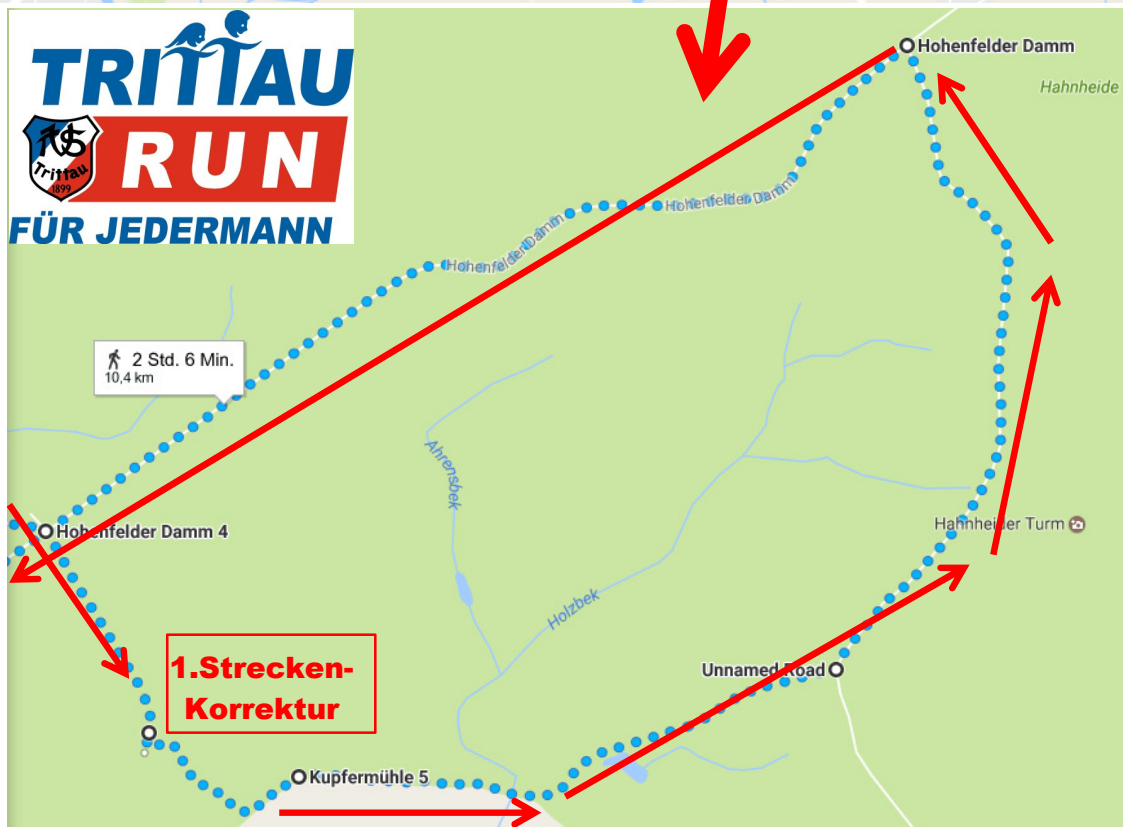 TRITTAU
RUN
FÜR JEDERMANN
Trittau
1899
Hohenfelder Damm
Hahnheide
Hohenfelder Damm
Hohenfelder Damm
2 Std. 6 Min.
10,4 km
Ahrensbek
Hohenfelder Damm 4
Hahnheider Turm
Holzbek
1.Strecken-
Korrektur
Unnamed Road
Kupfermühle 5